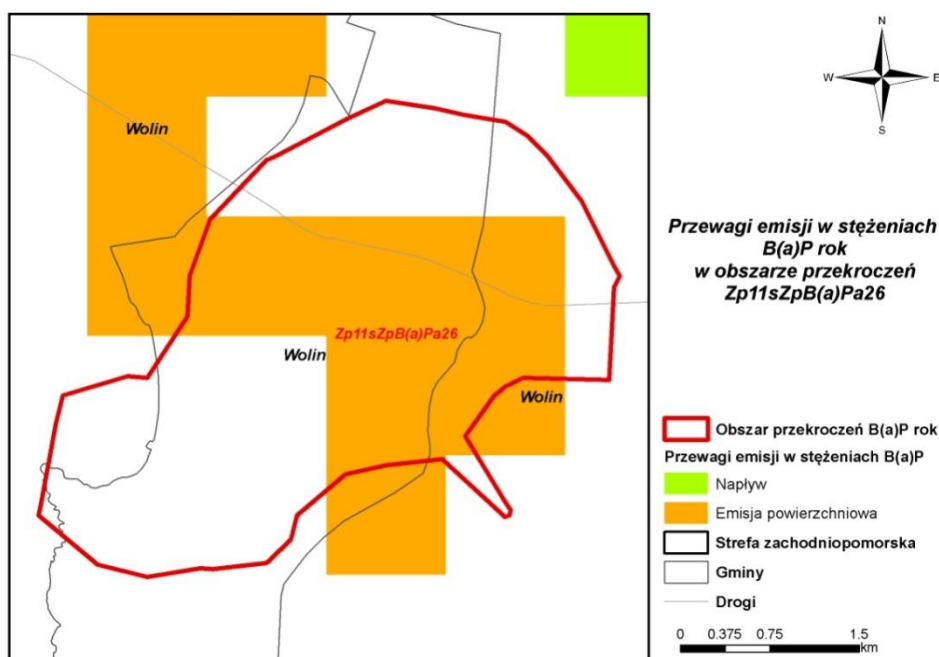 N
W E
S
Wolin
Zp11sZpB(a)Pa26
Wolin
Wolin
Przewagi emisji w stężeniach
B(a)P rok
w obszarze przekroczeń
Zp11sZpB(a)Pa26
Obszar przekroczeń B(a)P rok
Przewagi emisji w stężeniach B(a)P
Napływ
Emisja powierzchniowa
Strefa zachodniopomorska
Gminy
Drogi
0 0.375 0.75 1.5
km